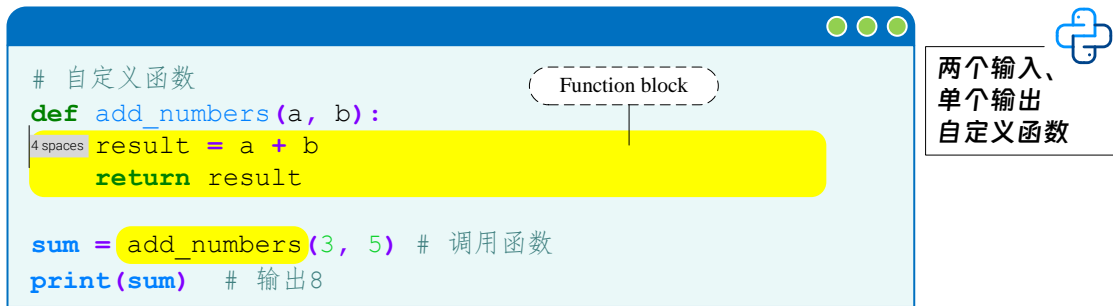 # 自定义函数
def add_numbers(a, b):
4 spaces result = a + b
return result
sum = add_numbers(3, 5) # 调用函数
print(sum) # 输出8
Function block
两个输入、
单个输出
自定义函数